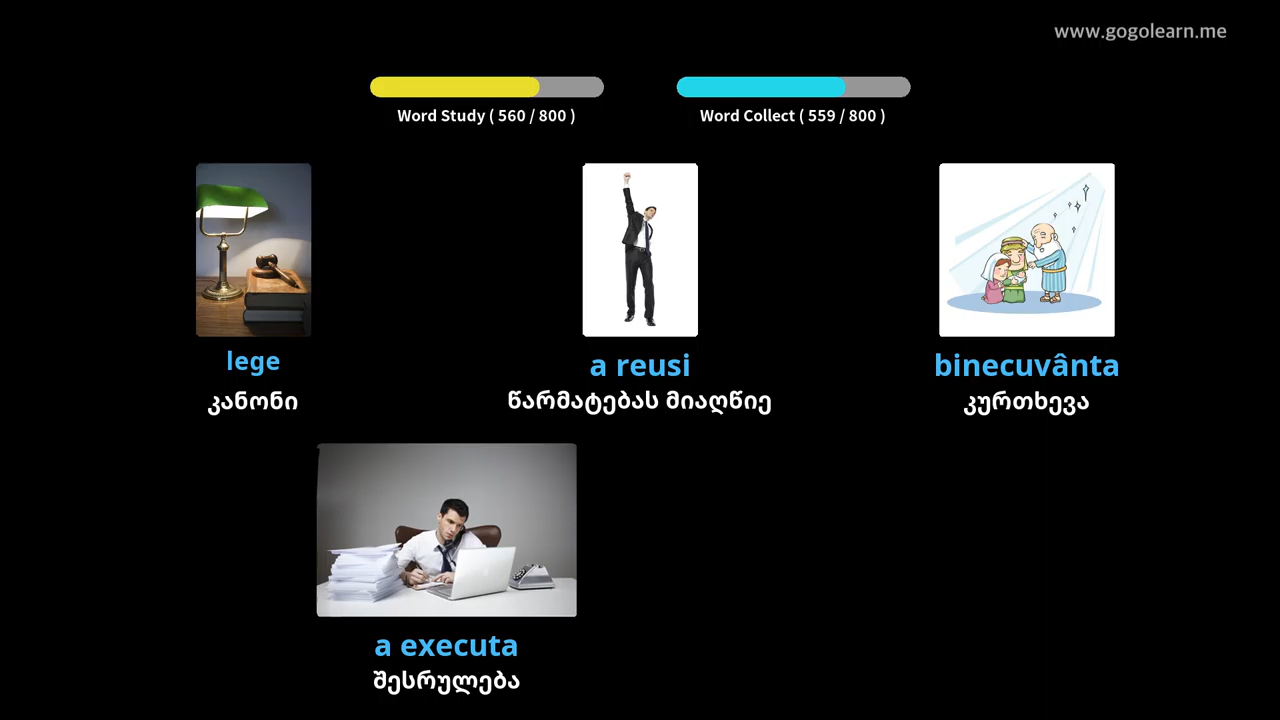 www.gogolearn.me
Word Study ( 560 / 800 )
Word Collect ( 559 / 800 )
lege
კანონი
a reusi
წარმატებას მიაღწიე
binecuvânta
კურთხევა
a executa
შესრულება